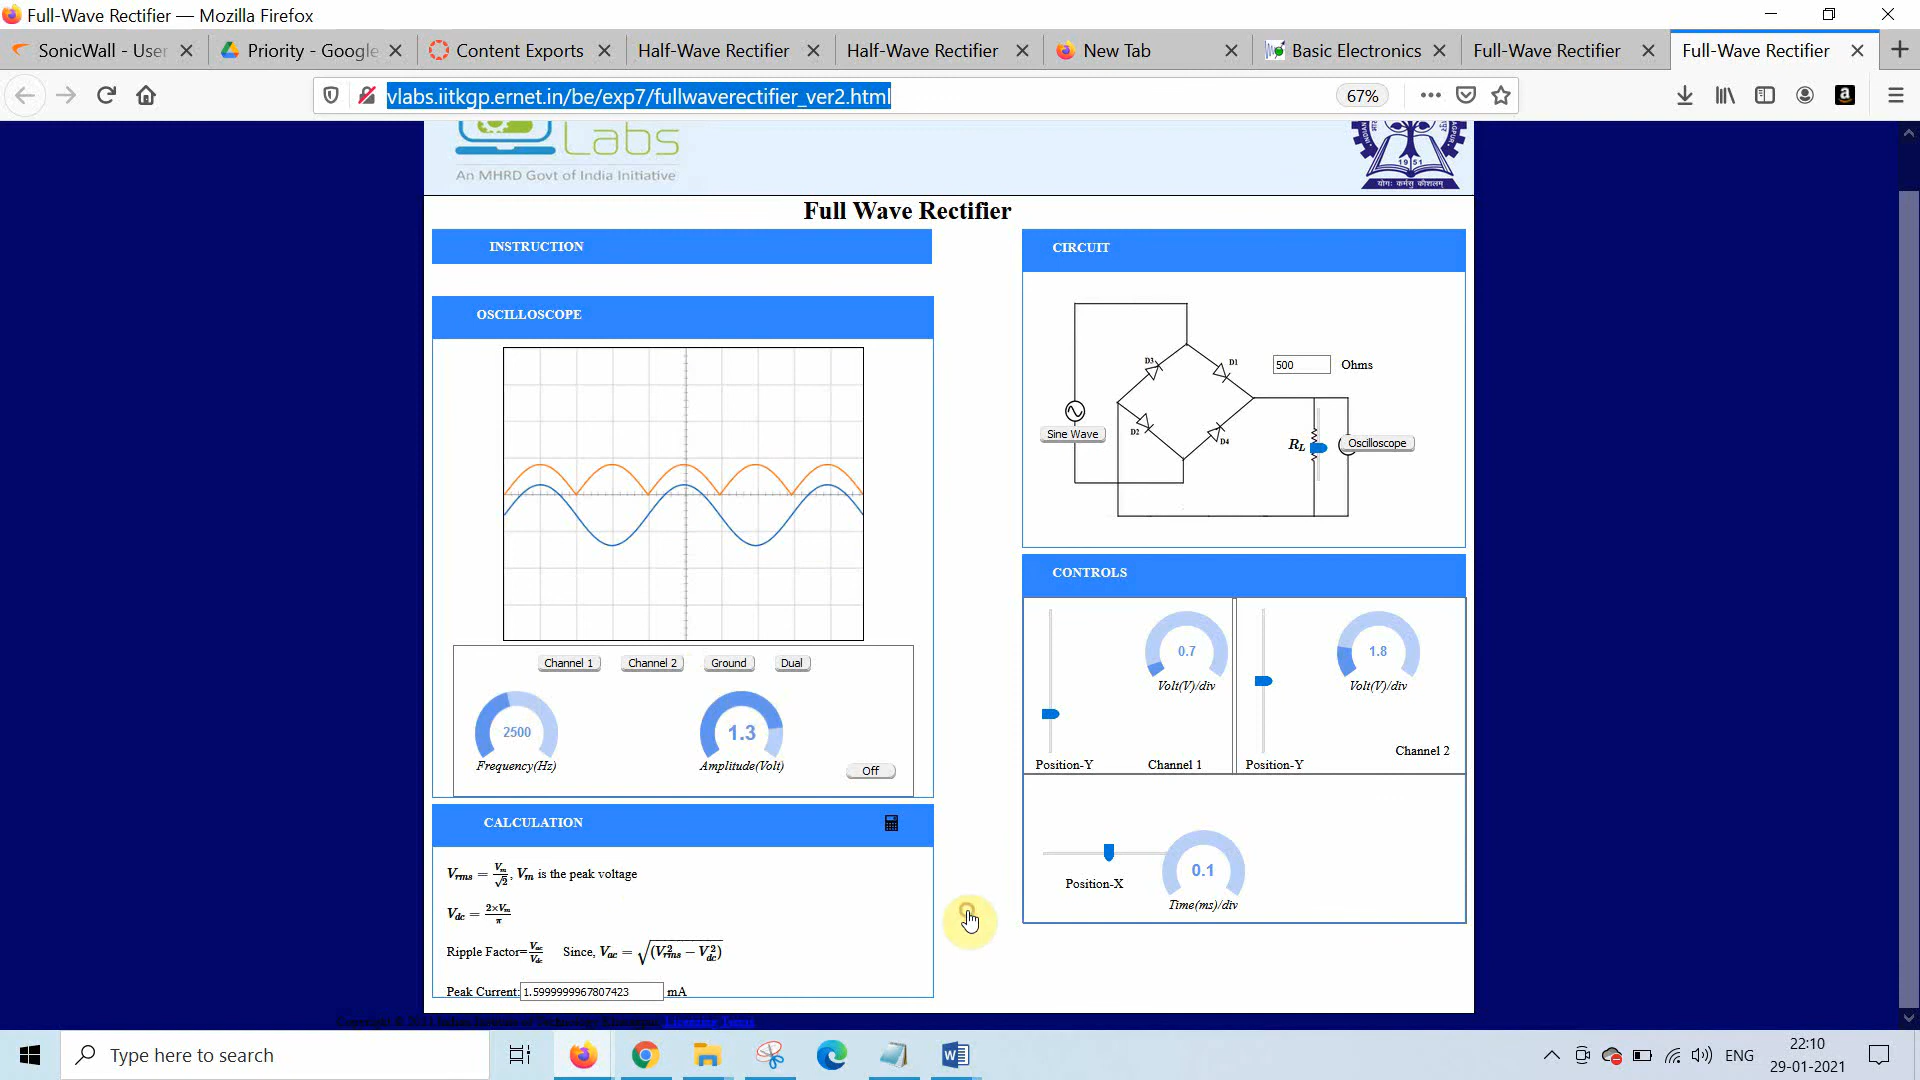 Full-Wave Rectifier — Mozilla Firefox
SonicWall - User
Priority - Google
Content Exports
Half-Wave Rectifier
Half-Wave Rectifier
New Tab
Basic Electronics
Full-Wave Rectifier
Full-Wave Rectifier
vlabs.iitkgp.ernet.in/be/exp7/fullwaverectifier_ver2.html
67%
Labs
An MHRD Govt of India Initiative
1951
योगः कर्मसु कौशलम्
Full Wave Rectifier
INSTRUCTION
OSCILLOSCOPE
Channel 1
Channel 2
Ground
Dual
2500
Frequency(Hz)
1.3
Amplitude(Volt)
Off
CALCULATION
Vrms = Vm/√2, Vm is the peak voltage
Vdc = 2×Vm/π
Ripple Factor=Vac/Vdc Since, Vac = √(V²rms − V²dc)
Peak Current: 1.5999999967807423 mA
CIRCUIT
D3
D1
500 Ohms
Sine Wave
D2
D4
RL
Oscilloscope
CONTROLS
0.7
Volt(V)/div
Position-Y
Channel 1
1.8
Volt(V)/div
Channel 2
Position-Y
Position-X
0.1
Time(ms)/div
Licensing Terms
Type here to search
ENG
22:10
29-01-2021